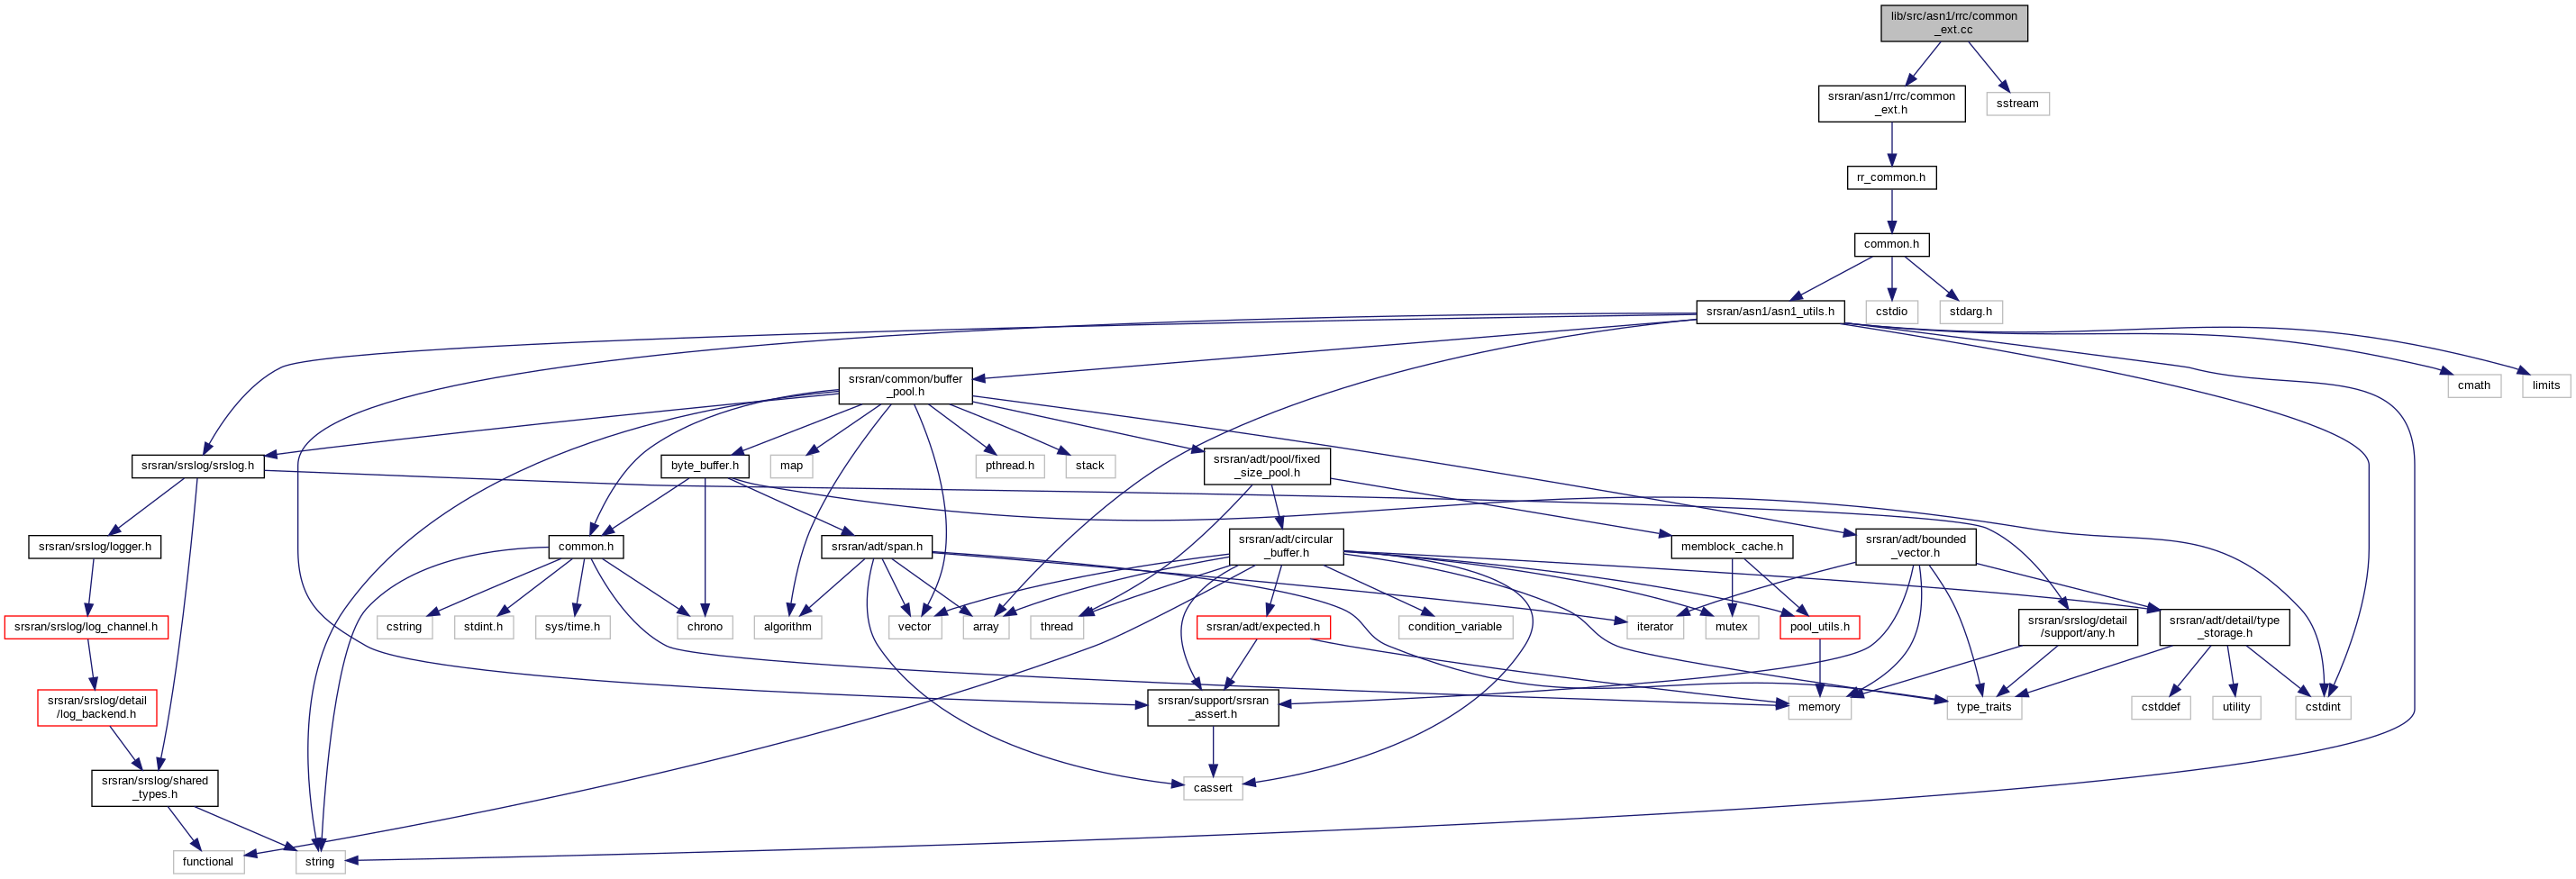 lib/src/asn1/rrc/common
_ext.cc
srsran/asn1/rrc/common
_ext.h
sstream
rr_common.h
common.h
srsran/asn1/asn1_utils.h
cstdio
stdarg.h
srsran/common/buffer
_pool.h
cmath
limits
srsran/srslog/srslog.h
byte_buffer.h
map
pthread.h
stack
srsran/adt/pool/fixed
_size_pool.h
srsran/srslog/logger.h
common.h
srsran/adt/span.h
srsran/adt/circular
_buffer.h
memblock_cache.h
srsran/adt/bounded
_vector.h
srsran/srslog/log_channel.h
cstring
stdint.h
sys/time.h
chrono
algorithm
vector
array
thread
srsran/adt/expected.h
condition_variable
iterator
mutex
pool_utils.h
srsran/srslog/detail
/support/any.h
srsran/adt/detail/type
_storage.h
srsran/srslog/detail
/log_backend.h
srsran/support/srsran
_assert.h
memory
type_traits
cstddef
utility
cstdint
srsran/srslog/shared
_types.h
cassert
functional
string